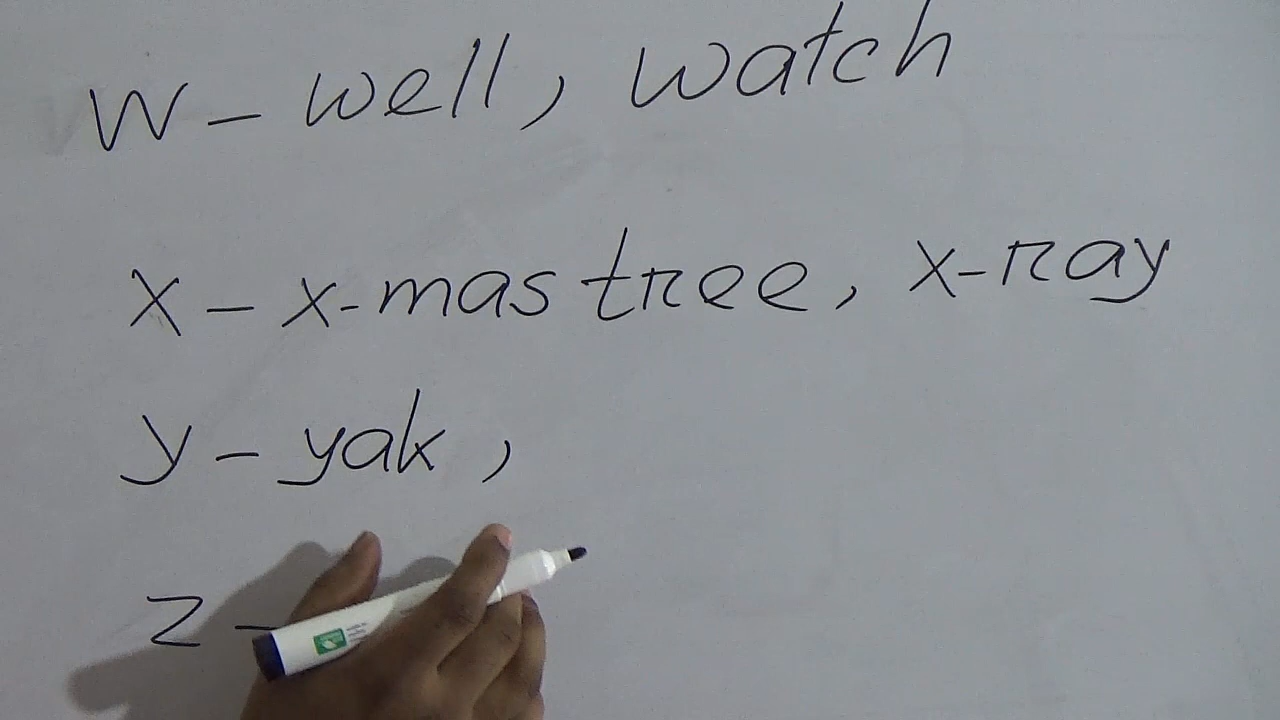 W - well, watch
X - x-mas tree, x-ray
y - yak,
z -